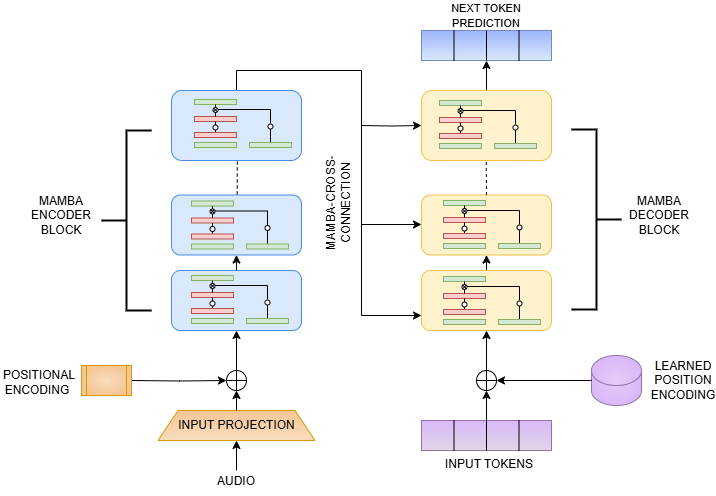 NEXT TOKEN
PREDICTION
MAMBA
ENCODER
BLOCK
MAMBA-CROSS-
CONNECTION
MAMBA
DECODER
BLOCK
POSITIONAL
ENCODING
LEARNED
POSITION
ENCODING
INPUT PROJECTION
INPUT TOKENS
AUDIO